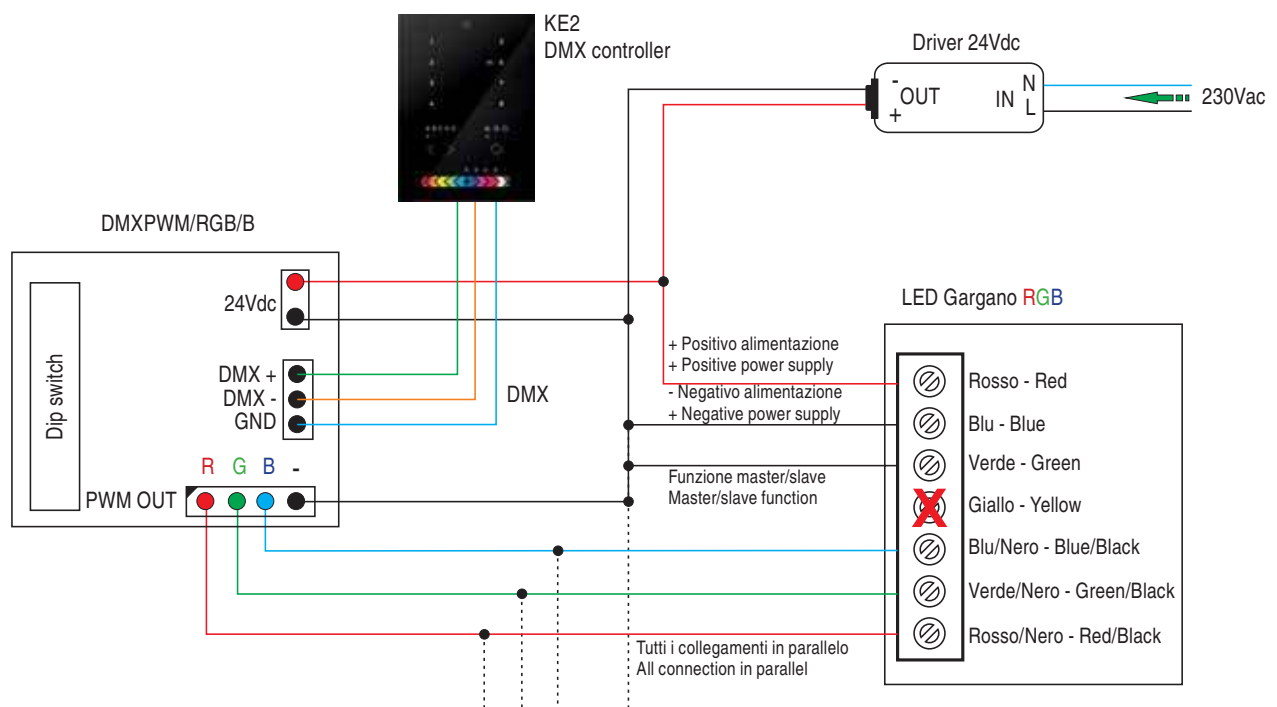 KE2
DMX controller
Driver 24Vdc
-
OUT
+
IN
N
L
230Vac
DMXPWM/RGB/B
24Vdc
Dip switch
DMX +
DMX -
GND
DMX
R G B -
PWM OUT
+ Positivo alimentazione
+ Positive power supply
- Negativo alimentazione
+ Negative power supply
Funzione master/slave
Master/slave function
Tutti i collegamenti in parallelo
All connection in parallel
LED Gargano RGB
Rosso - Red
Blu - Blue
Verde - Green
Giallo - Yellow
Blu/Nero - Blue/Black
Verde/Nero - Green/Black
Rosso/Nero - Red/Black